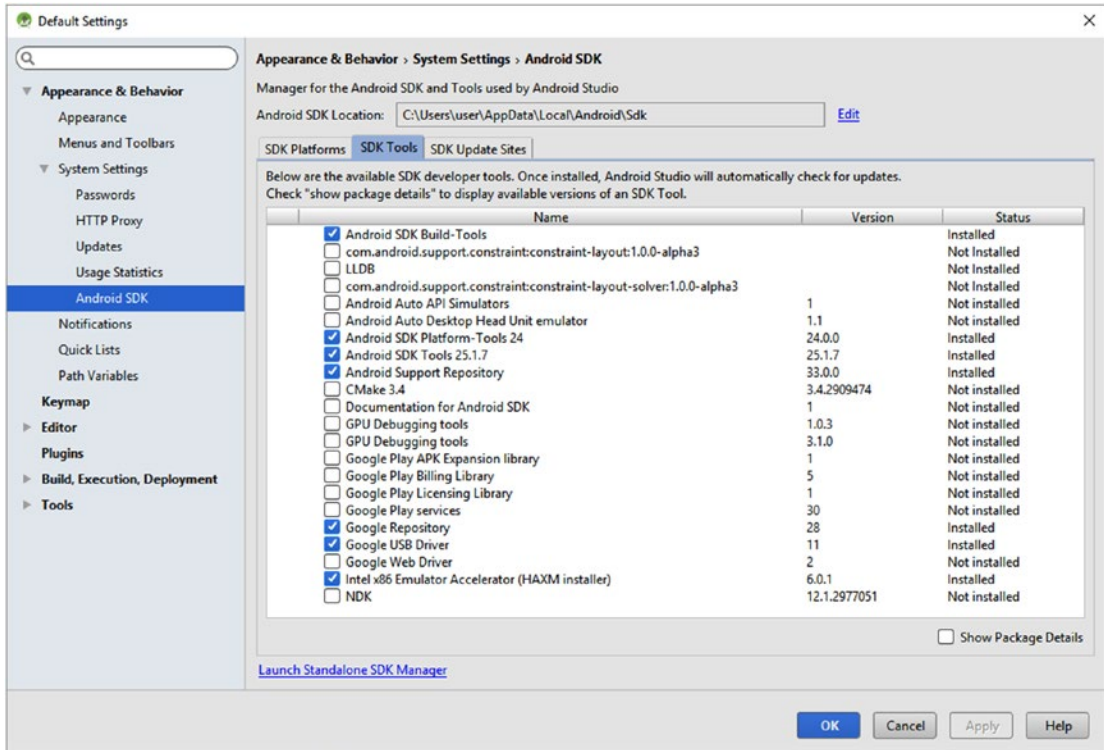 Default Settings
Appearance & Behavior
Appearance
Menus and Toolbars
System Settings
Passwords
HTTP Proxy
Updates
Usage Statistics
Android SDK
Notifications
Quick Lists
Path Variables
Keymap
Editor
Plugins
Build, Execution, Deployment
Tools
Appearance & Behavior › System Settings › Android SDK
Manager for the Android SDK and Tools used by Android Studio
Android SDK Location: C:\Users\user\AppData\Local\Android\Sdk Edit
SDK Platforms SDK Tools SDK Update Sites
Below are the available SDK developer tools. Once installed, Android Studio will automatically check for updates.
Check "show package details" to display available versions of an SDK Tool.
Name Version Status
Android SDK Build-Tools Installed
com.android.support.constraint:constraint-layout:1.0.0-alpha3 Not Installed
LLDB Not Installed
com.android.support.constraint:constraint-layout-solver:1.0.0-alpha3 Not Installed
Android Auto API Simulators 1 Not installed
Android Auto Desktop Head Unit emulator 1.1 Not installed
Android SDK Platform-Tools 24 24.0.0 Installed
Android SDK Tools 25.1.7 25.1.7 Installed
Android Support Repository 33.0.0 Installed
CMake 3.4 3.4.2909474 Not installed
Documentation for Android SDK 1 Not installed
GPU Debugging tools 1.0.3 Not installed
GPU Debugging tools 3.1.0 Not installed
Google Play APK Expansion library 1 Not installed
Google Play Billing Library 5 Not installed
Google Play Licensing Library 1 Not installed
Google Play services 30 Not installed
Google Repository 28 Installed
Google USB Driver 11 Installed
Google Web Driver 2 Not installed
Intel x86 Emulator Accelerator (HAXM installer) 6.0.1 Installed
NDK 12.1.2977051 Not installed
Show Package Details
Launch Standalone SDK Manager
OK Cancel Apply Help